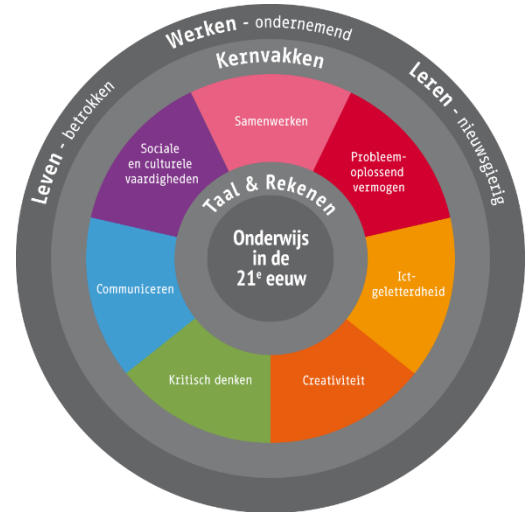 Werken - ondernemend
Leven - betrokken
Leren - nieuwsgierig
Kernvakken
Samenwerken
Sociale
en culturele
vaardigheden
Probleem-
oplossend
vermogen
Taal & Rekenen
Onderwijs
in de
21e eeuw
Communiceren
Ict-
geletterdheid
Kritisch denken
Creativiteit